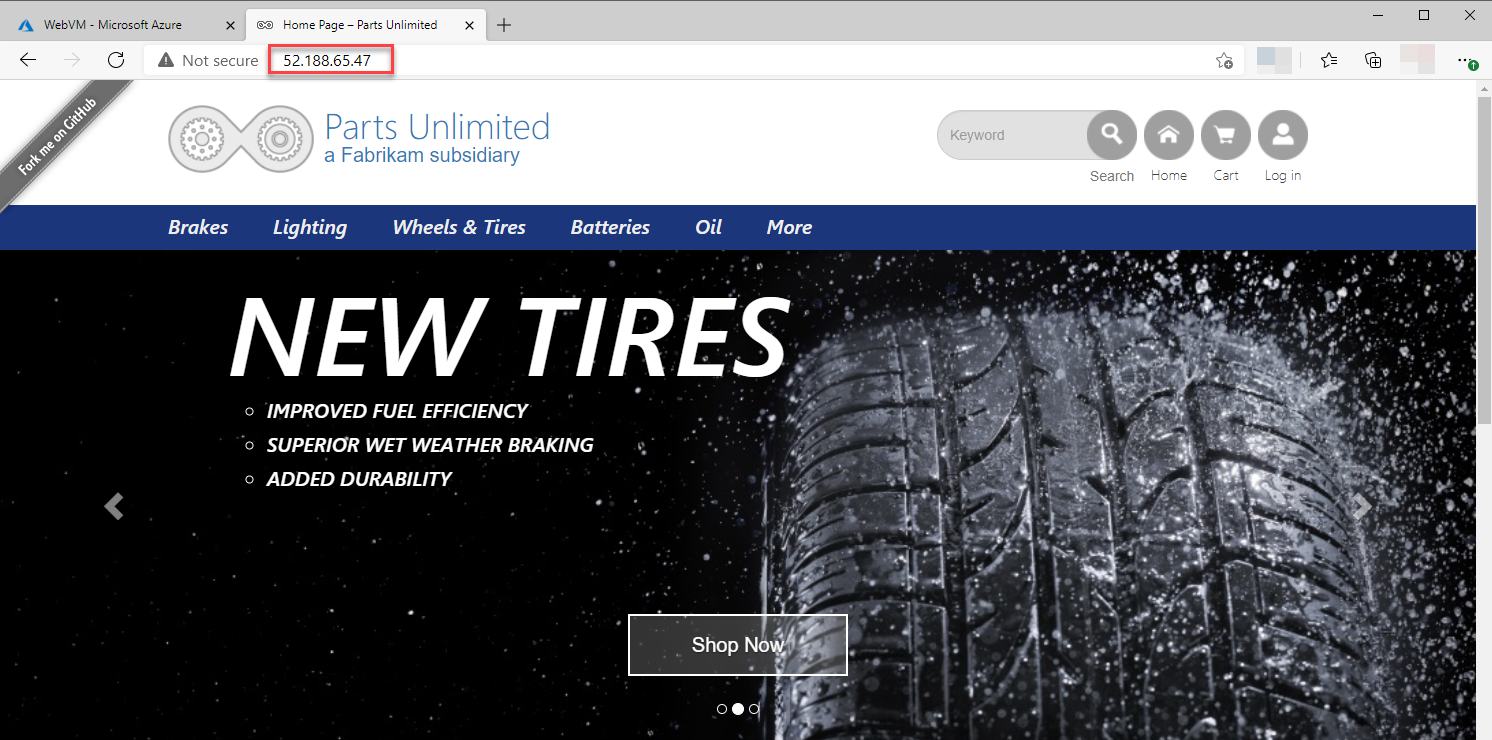 WebVM - Microsoft Azure
Home Page – Parts Unlimited
Not secure
52.188.65.47
Fork me on GitHub
Parts Unlimited
a Fabrikam subsidiary
Keyword
Search
Home
Cart
Log in
Brakes
Lighting
Wheels & Tires
Batteries
Oil
More
NEW TIRES
IMPROVED FUEL EFFICIENCY
SUPERIOR WET WEATHER BRAKING
ADDED DURABILITY
Shop Now